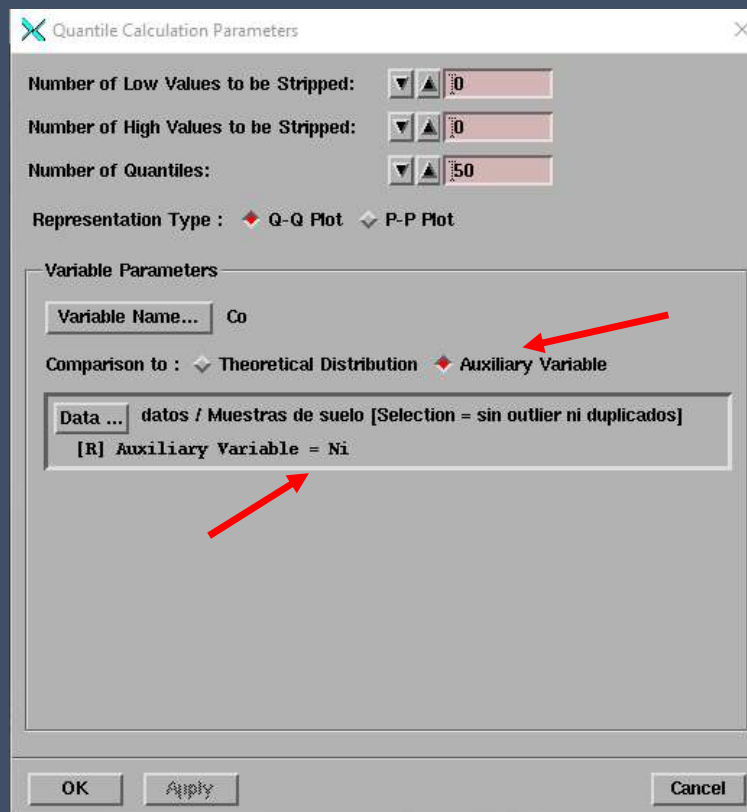 Quantile Calculation Parameters
Number of Low Values to be Stripped: 0
Number of High Values to be Stripped: 0
Number of Quantiles: 50
Representation Type : Q-Q Plot P-P Plot
Variable Parameters
Variable Name... Co
Comparison to : Theoretical Distribution Auxiliary Variable
Data ... datos / Muestras de suelo [Selection = sin outlier ni duplicados]
[R] Auxiliary Variable = Ni
OK Apply Cancel